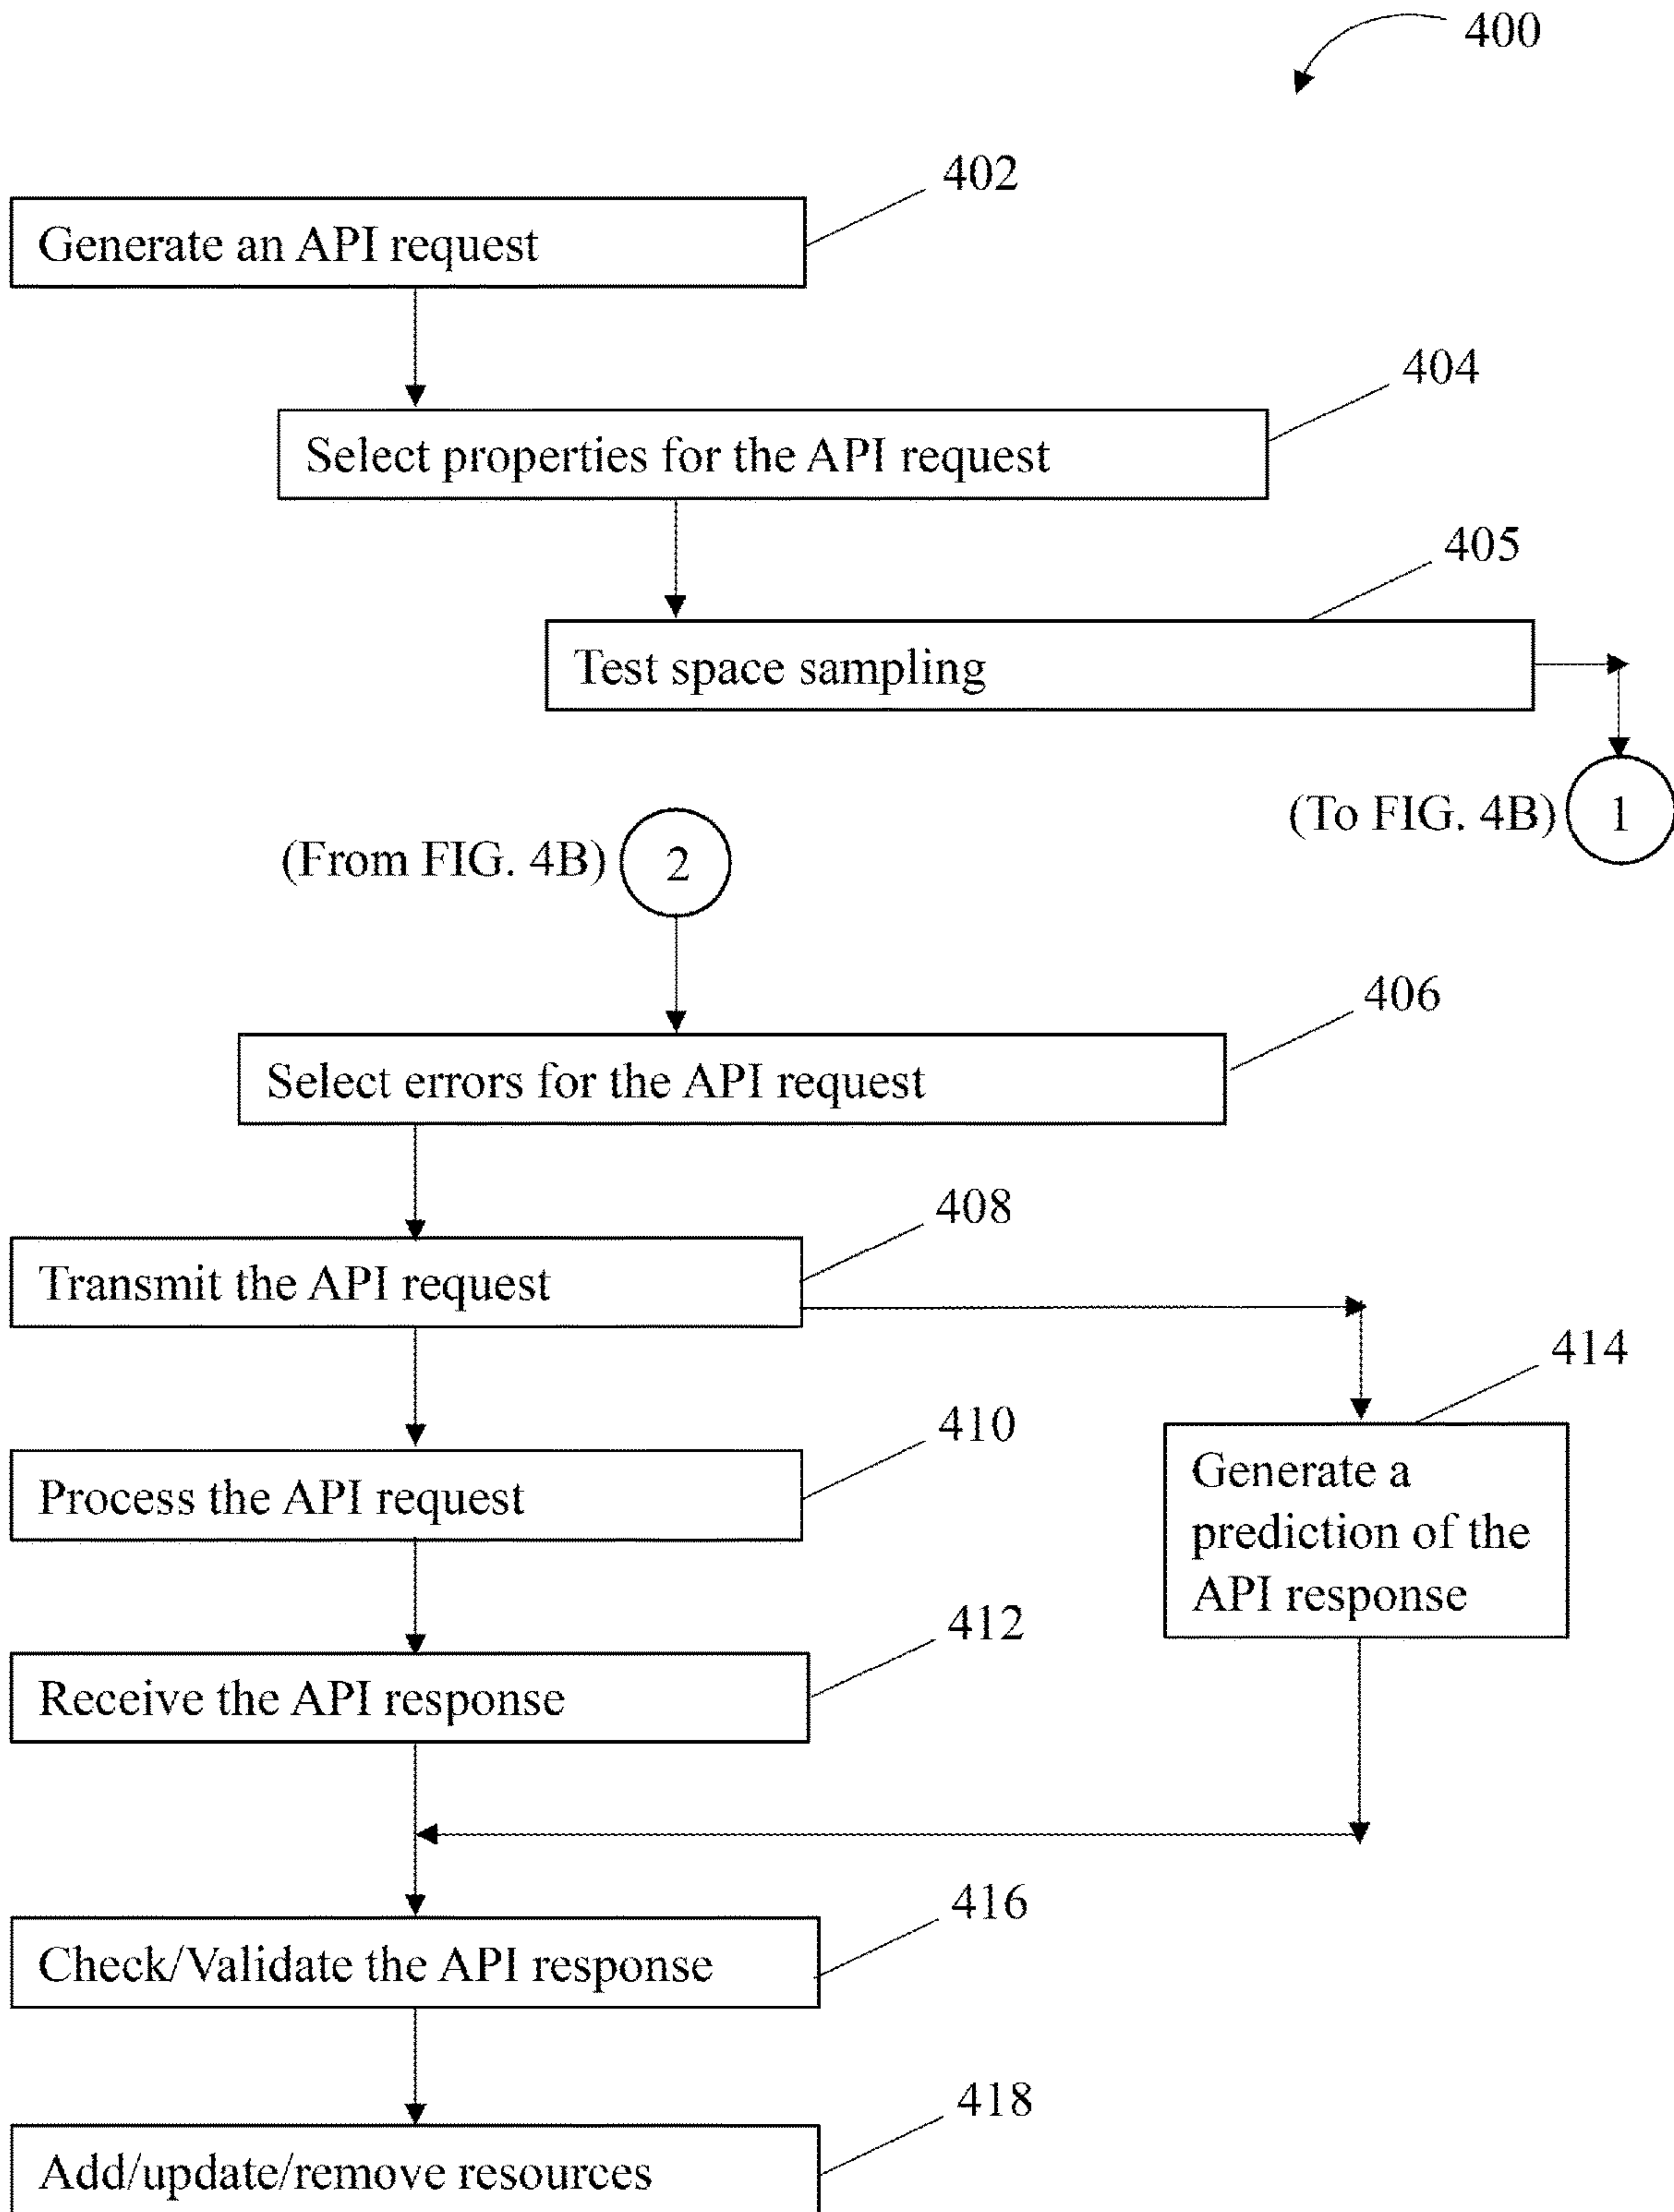 400
402
Generate an API request
404
Select properties for the API request
405
Test space sampling
(To FIG. 4B) 1
(From FIG. 4B) 2
406
Select errors for the API request
408
Transmit the API request
414
410
Generate a
prediction of the
API response
Process the API request
412
Receive the API response
416
Check/Validate the API response
418
Add/update/remove resources